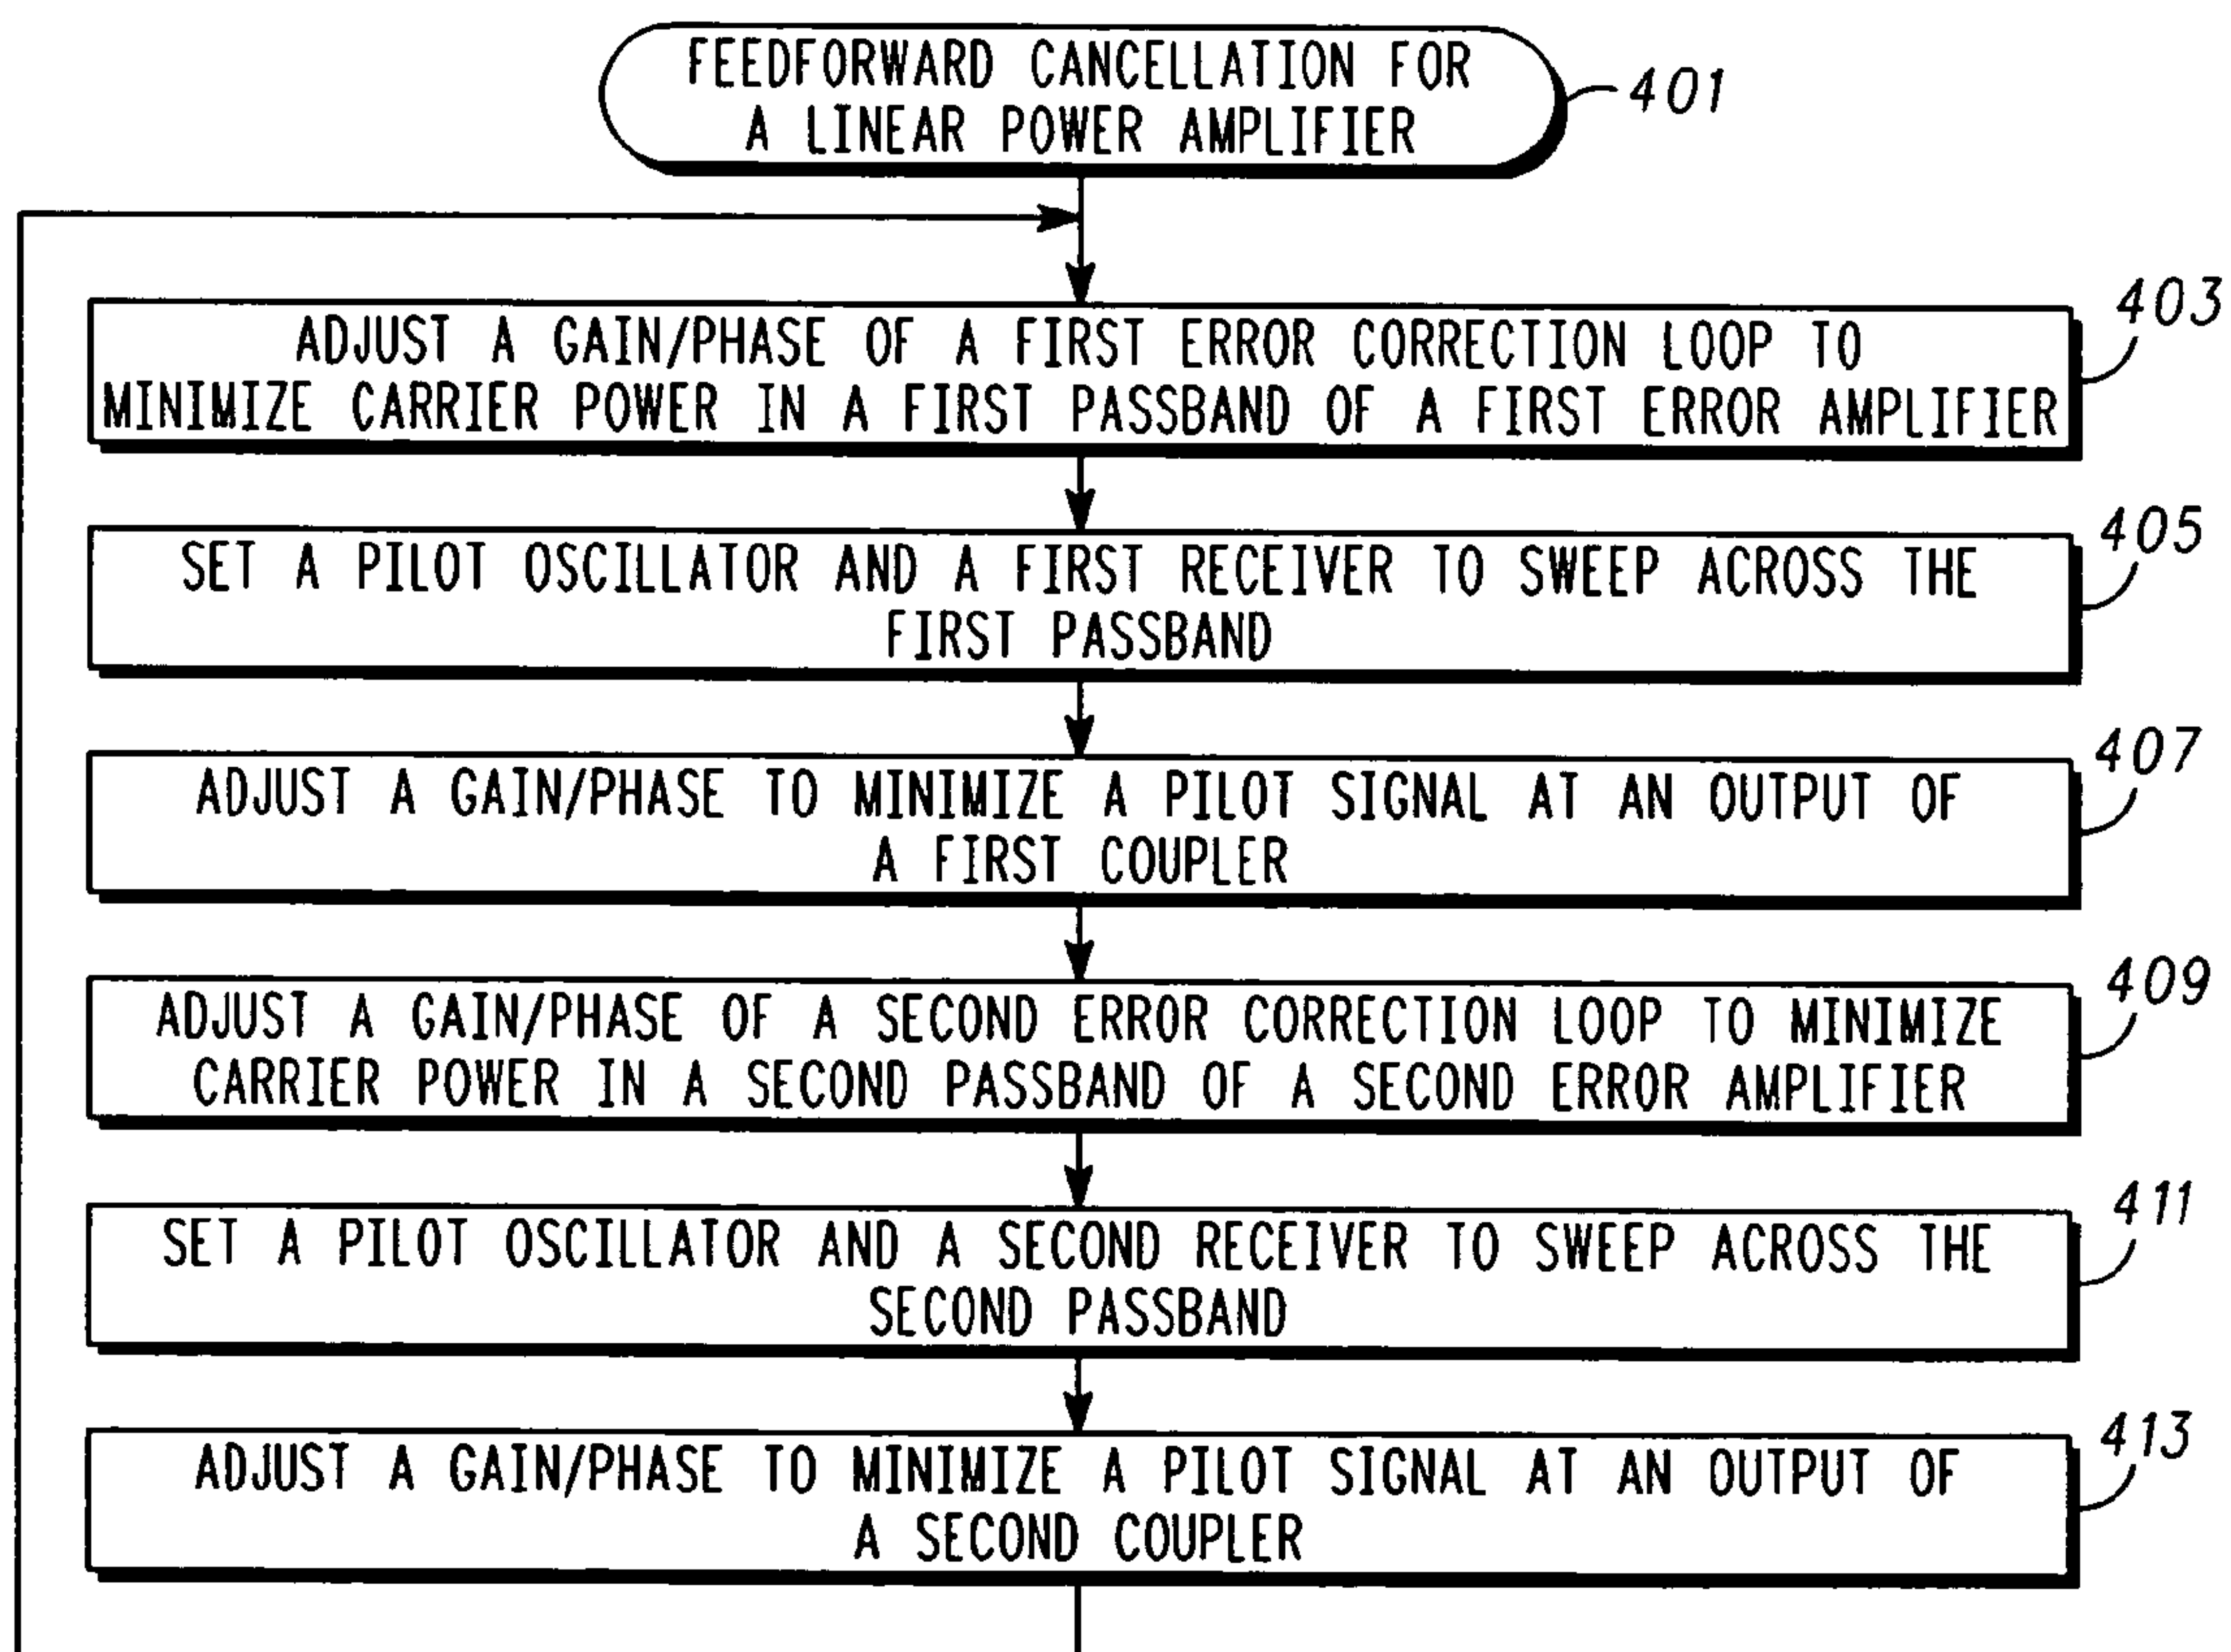 FEEDFORWARD CANCELLATION FOR
A LINEAR POWER AMPLIFIER
401
403
ADJUST A GAIN/PHASE OF A FIRST ERROR CORRECTION LOOP TO
MINIMIZE CARRIER POWER IN A FIRST PASSBAND OF A FIRST ERROR AMPLIFIER
405
SET A PILOT OSCILLATOR AND A FIRST RECEIVER TO SWEEP ACROSS THE
FIRST PASSBAND
407
ADJUST A GAIN/PHASE TO MINIMIZE A PILOT SIGNAL AT AN OUTPUT OF
A FIRST COUPLER
409
ADJUST A GAIN/PHASE OF A SECOND ERROR CORRECTION LOOP TO MINIMIZE
CARRIER POWER IN A SECOND PASSBAND OF A SECOND ERROR AMPLIFIER
411
SET A PILOT OSCILLATOR AND A SECOND RECEIVER TO SWEEP ACROSS THE
SECOND PASSBAND
413
ADJUST A GAIN/PHASE TO MINIMIZE A PILOT SIGNAL AT AN OUTPUT OF
A SECOND COUPLER